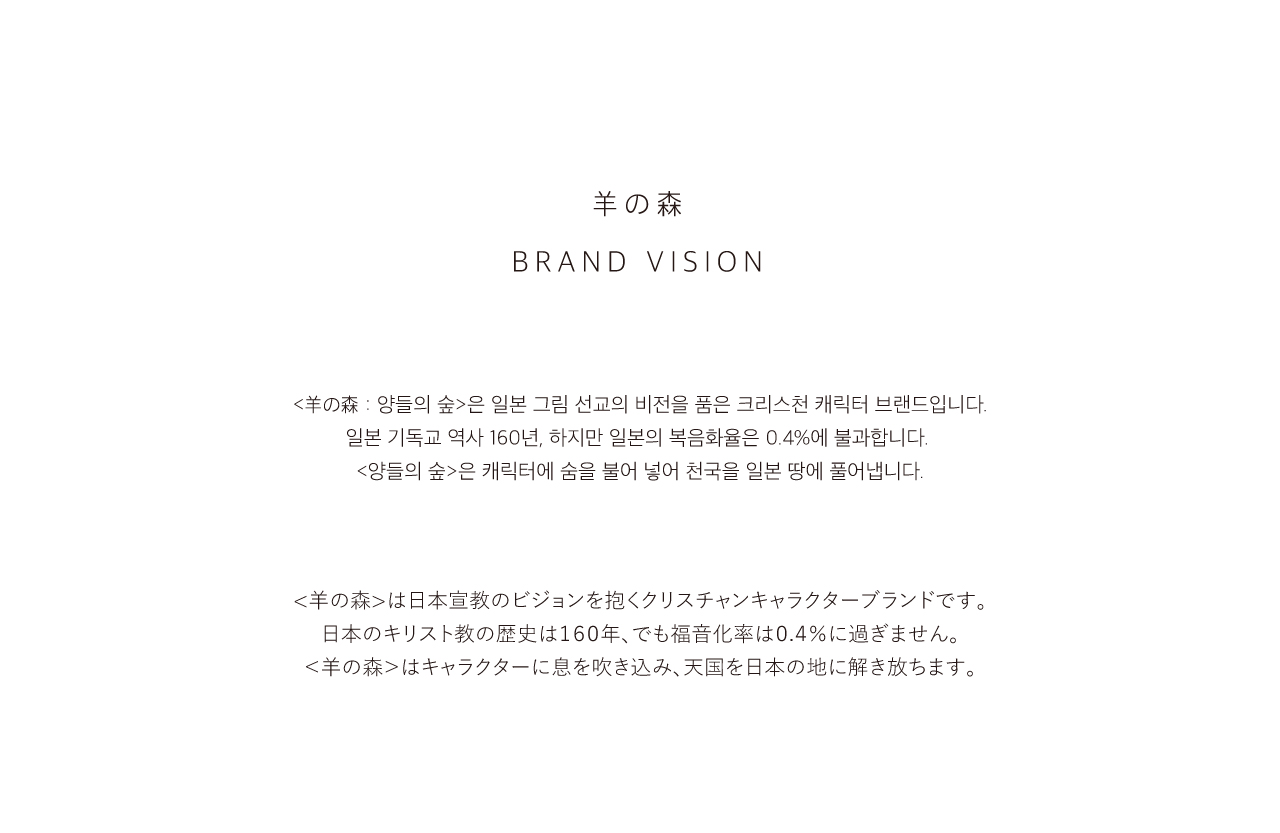 羊の森
BRAND VISION
<羊の森 : 양들의 숲>은 일본 그림 선교의 비전을 품은 크리스천 캐릭터 브랜드입니다.
일본 기독교 역사 160년, 하지만 일본의 복음화율은 0.4%에 불과합니다.
<양들의 숲>은 캐릭터에 숨을 불어 넣어 천국을 일본 땅에 풀어냅니다.
<羊の森>は日本宣教のビジョンを抱くクリスチャンキャラクターブランドです。
日本のキリスト教の歴史は160年、でも福音化率は0.4%に過ぎません。
<羊の森>はキャラクターに息を吹き込み、天国を日本の地に解き放ちます。